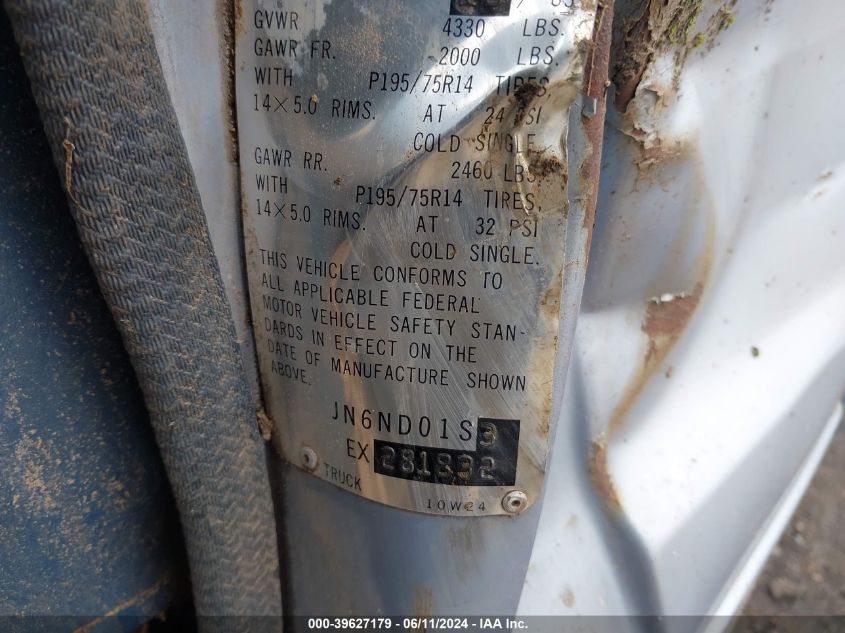 GVWR 4330 LBS.
GAWR FR. 2000 LBS.
WITH P195/75R14 TIRES,
14×5.0 RIMS. AT 24 PSI
COLD SINGLE.
GAWR RR. 2460 LBS.
WITH P195/75R14 TIRES,
14×5.0 RIMS. AT 32 PSI
COLD SINGLE.
THIS VEHICLE CONFORMS TO
ALL APPLICABLE FEDERAL
MOTOR VEHICLE SAFETY STAN-
DARDS IN EFFECT ON THE
DATE OF MANUFACTURE SHOWN
ABOVE.
JN6ND01S3
EX 281932
TRUCK
10W24
000-39627179 - 06/11/2024 - IAA Inc.